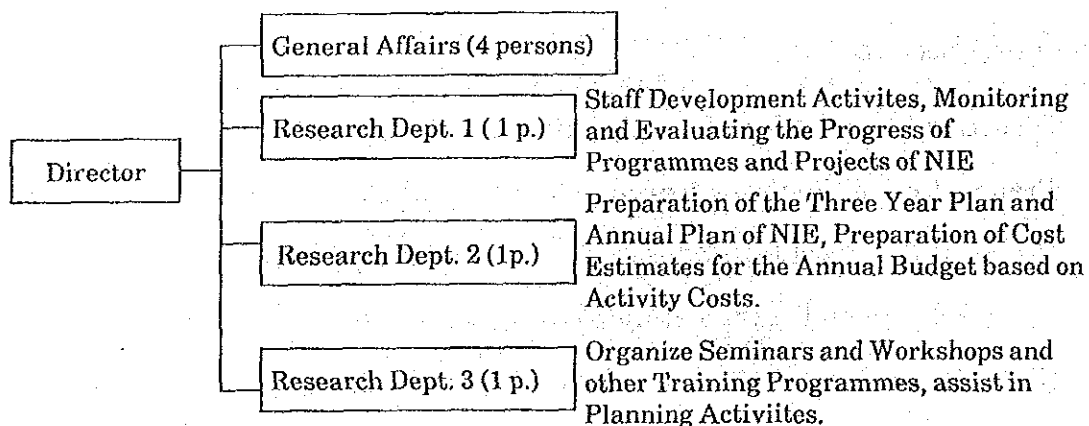 General Affairs (4 persons)
Research Dept. 1 ( 1 p.)
Staff Development Activites, Monitoring
and Evaluating the Progress of
Programmes and Projects of NIE
Director
Research Dept. 2 (1p.)
Preparation of the Three Year Plan and
Annual Plan of NIE, Preparation of Cost
Estimates for the Annual Budget based on
Activity Costs.
Research Dept. 3 (1 p.)
Organize Seminars and Workshops and
other Training Programmes, assist in
Planning Activiites.